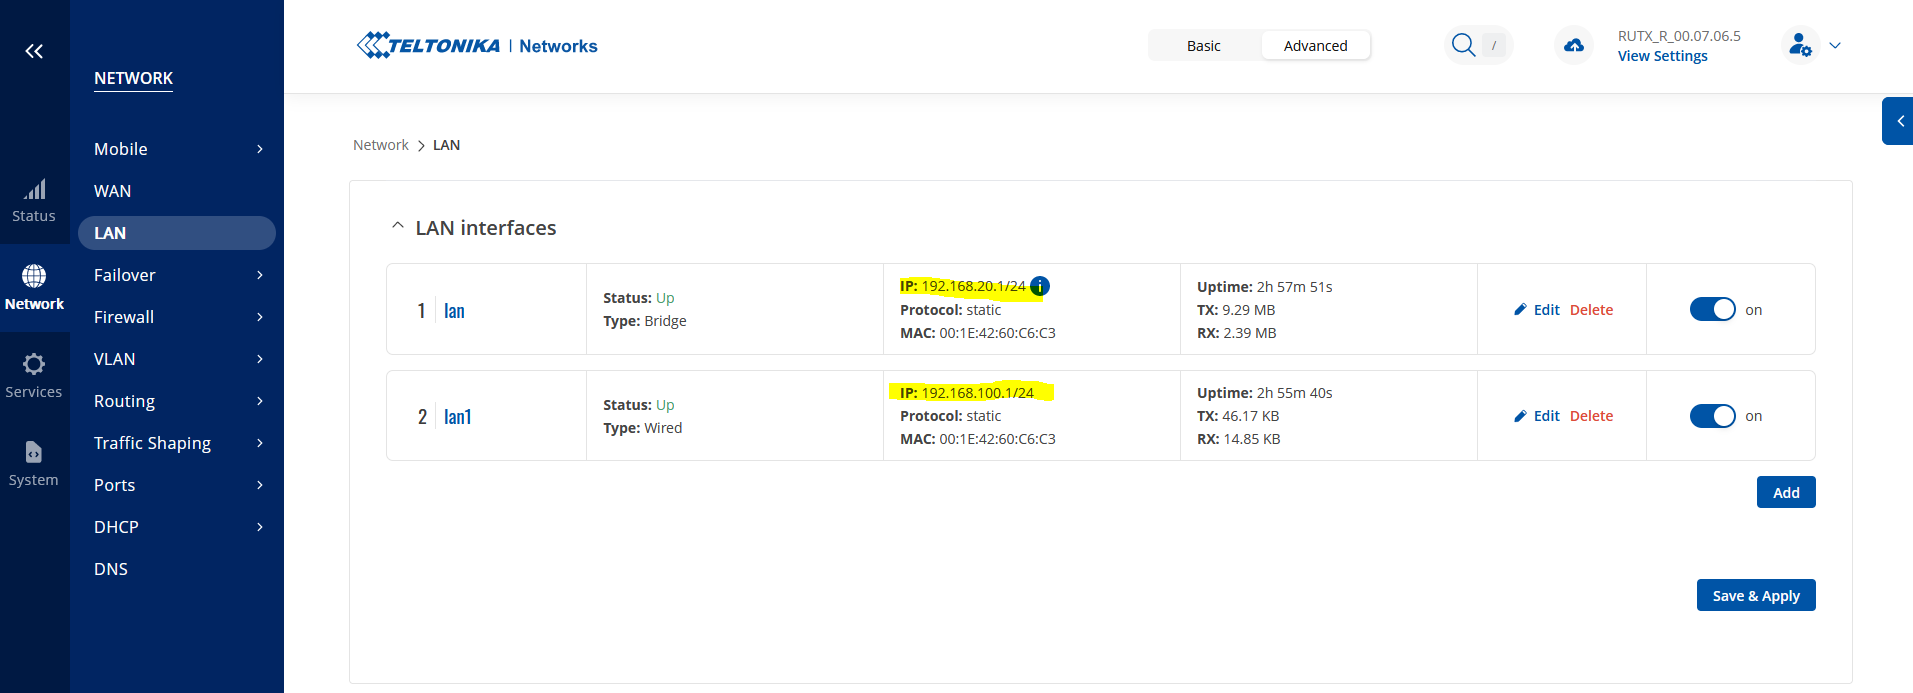 TELTONIKA | Networks
Basic
Advanced
/
RUTX_R_00.07.06.5
View Settings
NETWORK
Mobile
WAN
LAN
Failover
Firewall
VLAN
Routing
Traffic Shaping
Ports
DHCP
DNS
Status
Network
Services
System
Network > LAN
LAN interfaces
1 lan
Status: Up
Type: Bridge
IP: 192.168.20.1/24 i
Protocol: static
MAC: 00:1E:42:60:C6:C3
Uptime: 2h 57m 51s
TX: 9.29 MB
RX: 2.39 MB
Edit Delete
on
2 lan1
Status: Up
Type: Wired
IP: 192.168.100.1/24
Protocol: static
MAC: 00:1E:42:60:C6:C3
Uptime: 2h 55m 40s
TX: 46.17 KB
RX: 14.85 KB
Edit Delete
on
Add
Save & Apply